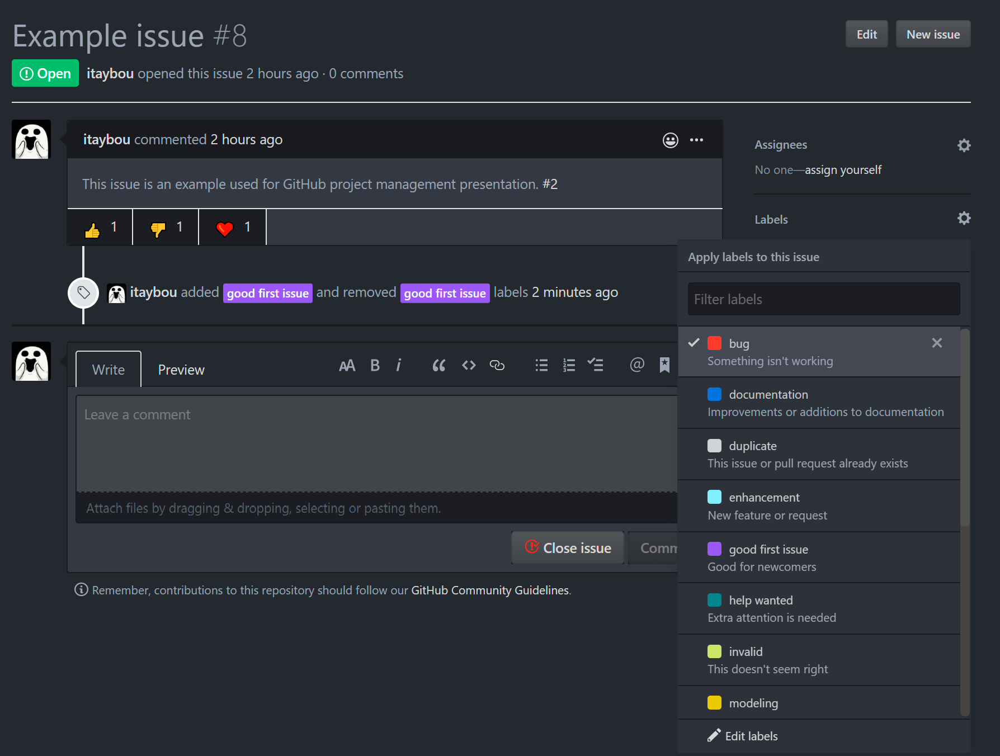 Example issue #8
Edit
New issue
Open
itaybou opened this issue 2 hours ago · 0 comments
itaybou commented 2 hours ago
This issue is an example used for GitHub project management presentation. #2
👍 1
👎 1
❤️ 1
itaybou added good first issue and removed good first issue labels 2 minutes ago
Write
Preview
AA B i
@
Leave a comment
Attach files by dragging & dropping, selecting or pasting them.
Close issue
Comm
Remember, contributions to this repository should follow our GitHub Community Guidelines.
Assignees
No one—assign yourself
Labels
Apply labels to this issue
Filter labels
bug
Something isn't working
documentation
Improvements or additions to documentation
duplicate
This issue or pull request already exists
enhancement
New feature or request
good first issue
Good for newcomers
help wanted
Extra attention is needed
invalid
This doesn't seem right
modeling
Edit labels